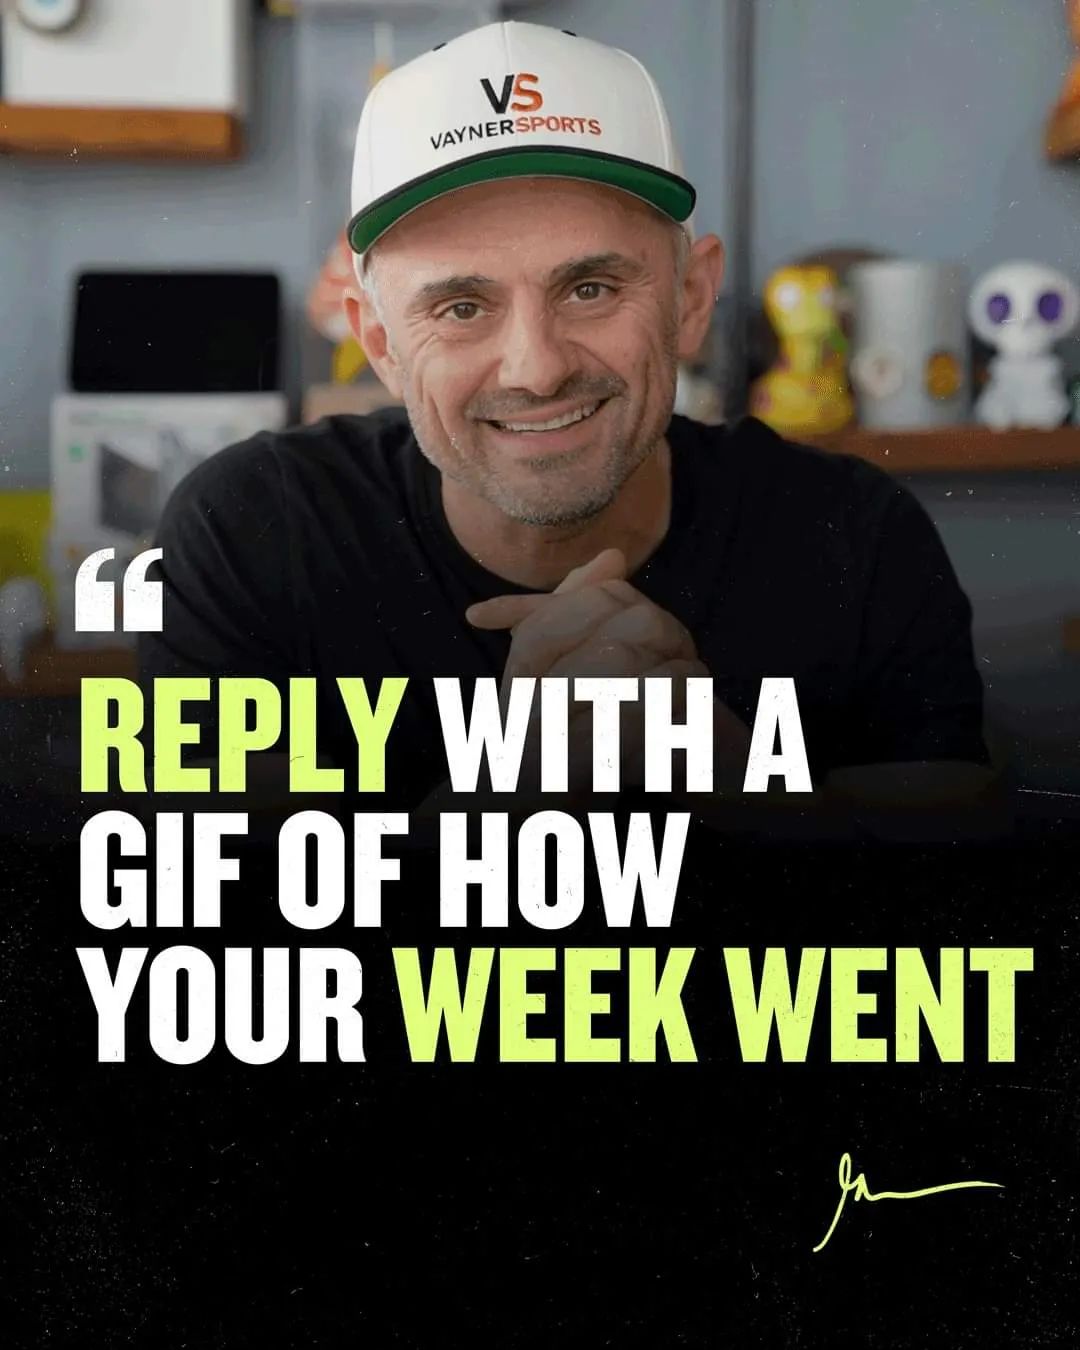 VS
VAYNERSPORTS
“
REPLY WITH A
GIF OF HOW
YOUR WEEK WENT